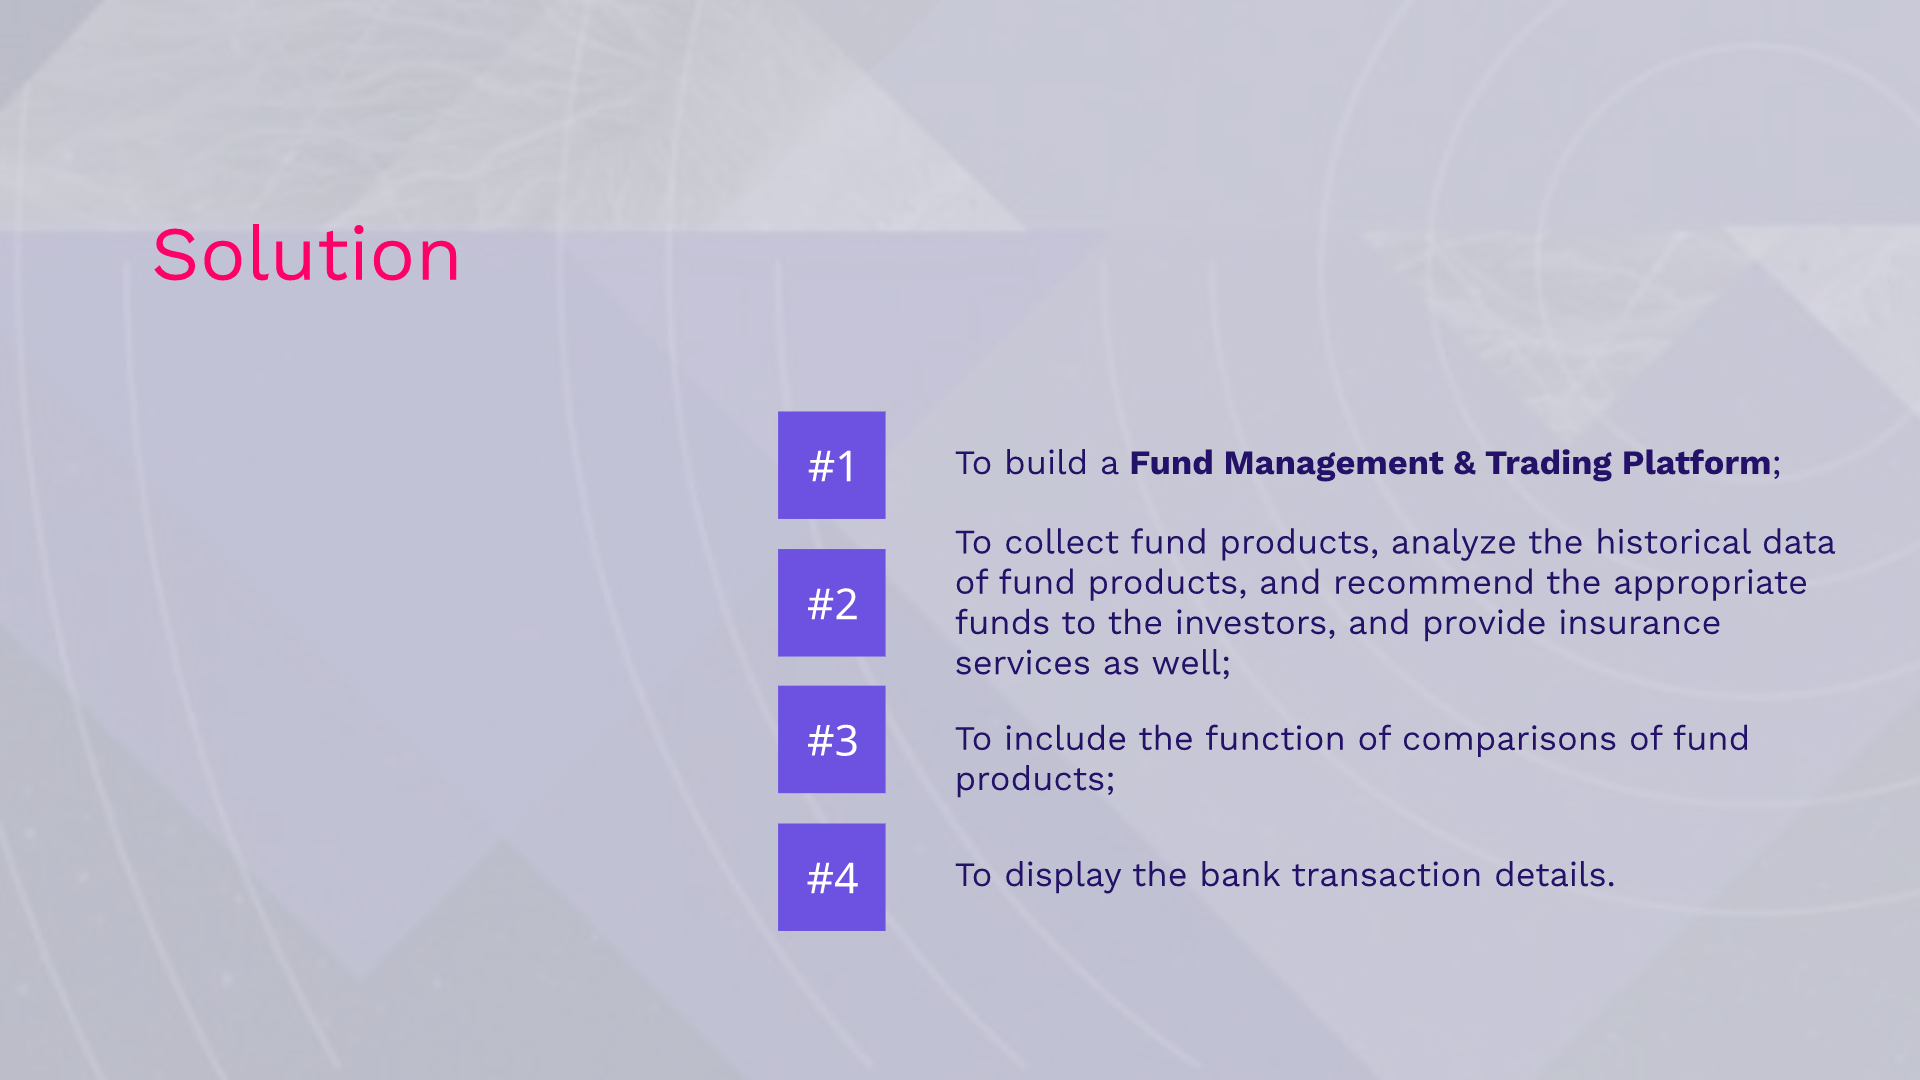 Solution
#1
To build a Fund Management & Trading Platform;
#2
To collect fund products, analyze the historical data
of fund products, and recommend the appropriate
funds to the investors, and provide insurance
services as well;
#3
To include the function of comparisons of fund
products;
#4
To display the bank transaction details.